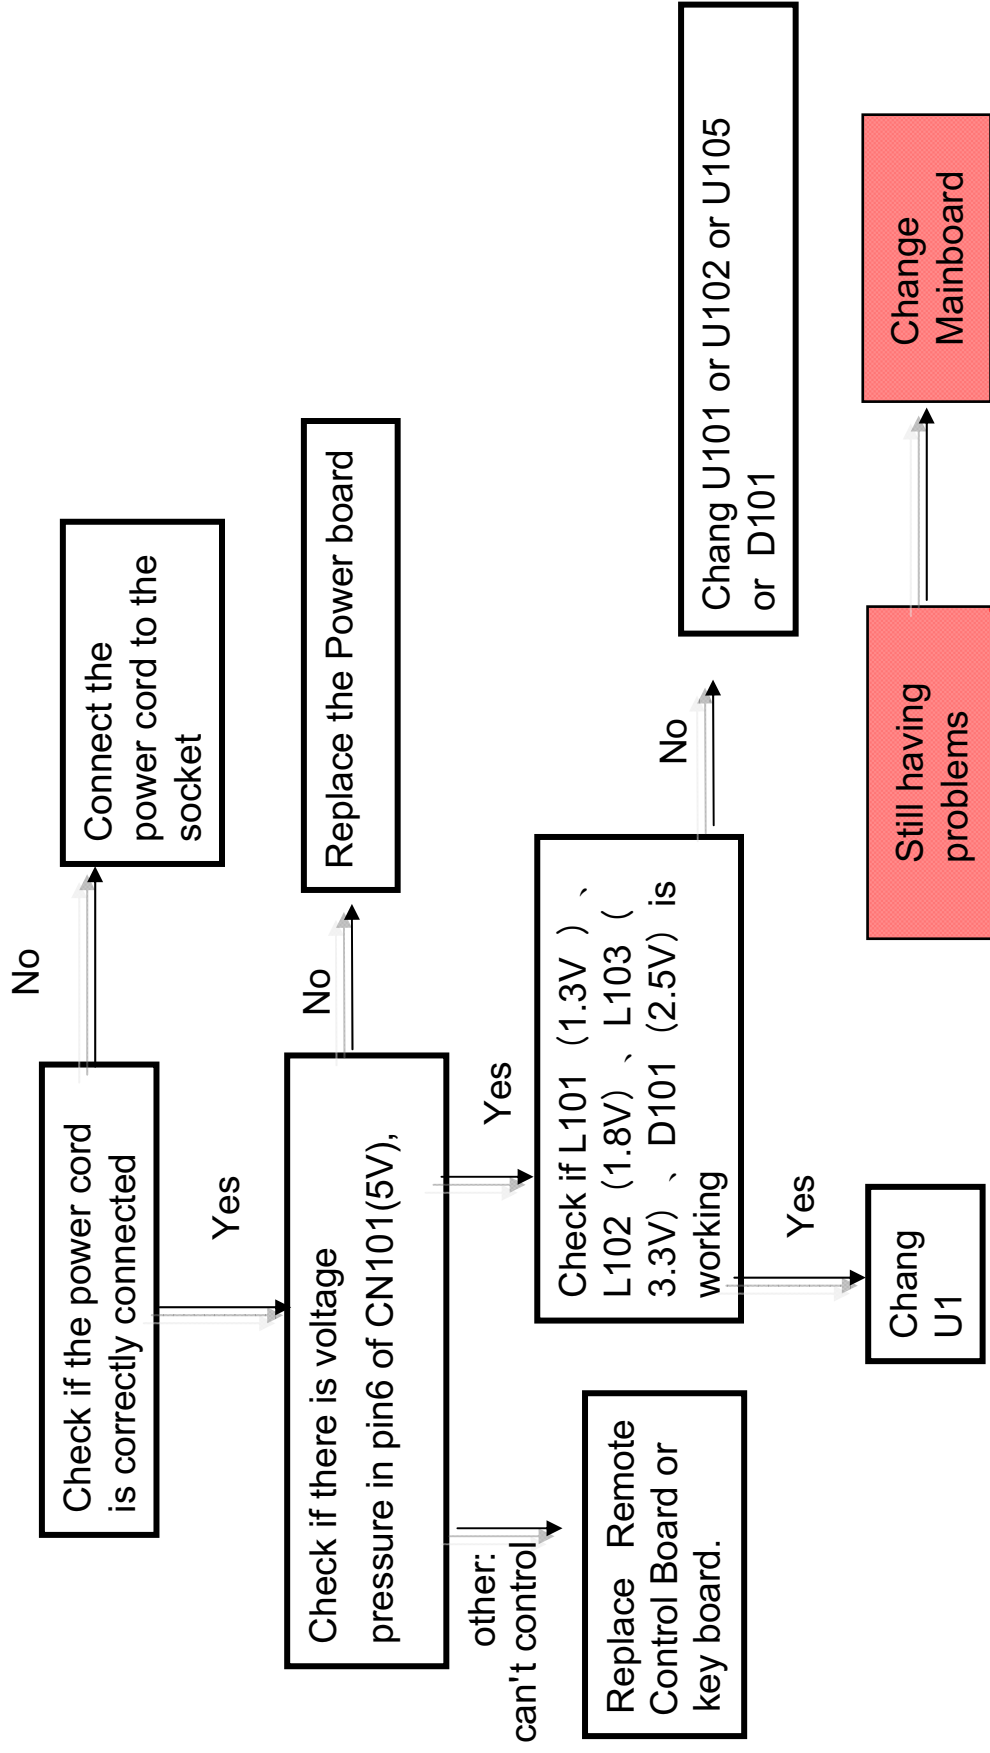 Check if the power cord
is correctly connected
No
Connect the
power cord to the
socket
Yes
Check if there is voltage
pressure in pin6 of CN101(5V),
No
Replace the Power board
other:
can't control
Yes
Replace Remote
Control Board or
key board.
Check if L101（1.3V ）、
L102（1.8V）、L103（
3.3V）、D101（2.5V）is
working
No
Chang U101 or U102 or U105
or D101
Yes
Chang
U1
Still having
problems
Change
Mainboard